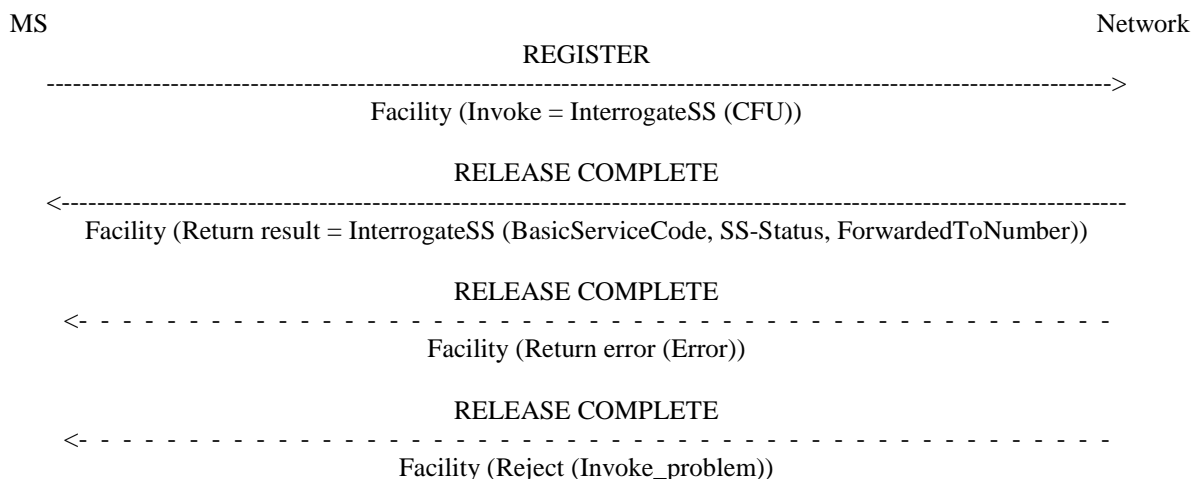 MS Network
REGISTER
Facility (Invoke = InterrogateSS (CFU))
RELEASE COMPLETE
Facility (Return result = InterrogateSS (BasicServiceCode, SS-Status, ForwardedToNumber))
RELEASE COMPLETE
Facility (Return error (Error))
RELEASE COMPLETE
Facility (Reject (Invoke_problem))